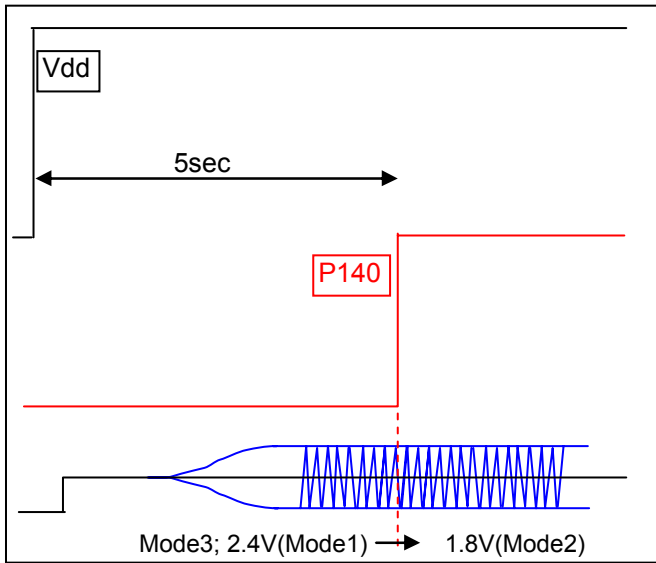 Vdd
5sec
P140
Mode3; 2.4V(Mode1) → 1.8V(Mode2)